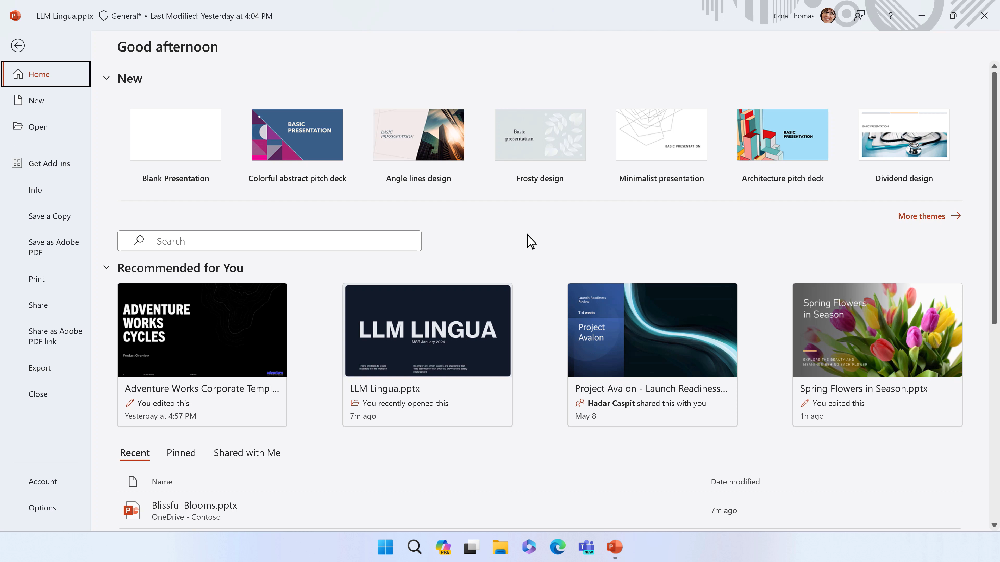 LLM Lingua.pptx General* • Last Modified: Yesterday at 4:04 PM
Cora Thomas
?
Home
New
Open
Get Add-ins
Info
Save a Copy
Save as Adobe
PDF
Print
Share
Share as Adobe
PDF link
Export
Close
Account
Options
Good afternoon
New
BASIC
PRESENTATION
BASIC
PRESENTATION
Basic
presentation
BASIC PRESENTATION
BASIC
PRESENTATION
BASIC PRESENTATION
Blank Presentation
Colorful abstract pitch deck
Angle lines design
Frosty design
Minimalist presentation
Architecture pitch deck
Dividend design
More themes
Search
Recommended for You
ADVENTURE
WORKS
CYCLES
Product Overview
adventure
WORKS CYCLES
Adventure Works Corporate Templ...
You edited this
Yesterday at 4:57 PM
LLM LINGUA
MSR January 2024
There are links to code
available on the website.
It's important when papers are published that
they also come with code so they can be easily
reproduced.
LLM Lingua.pptx
You recently opened this
7m ago
Launch Readiness
Review
T-4 weeks
Project
Avalon
Project Avalon - Launch Readiness...
Hadar Caspit shared this with you
May 8
Spring Flowers
in Season
EXPLORE THE BEAUTY AND
MEANINGS BEHIND EACH FLOWER
Spring Flowers in Season.pptx
You edited this
1h ago
Recent
Pinned
Shared with Me
Name
Date modified
Blissful Blooms.pptx
OneDrive - Contoso
7m ago
PRE
NEW